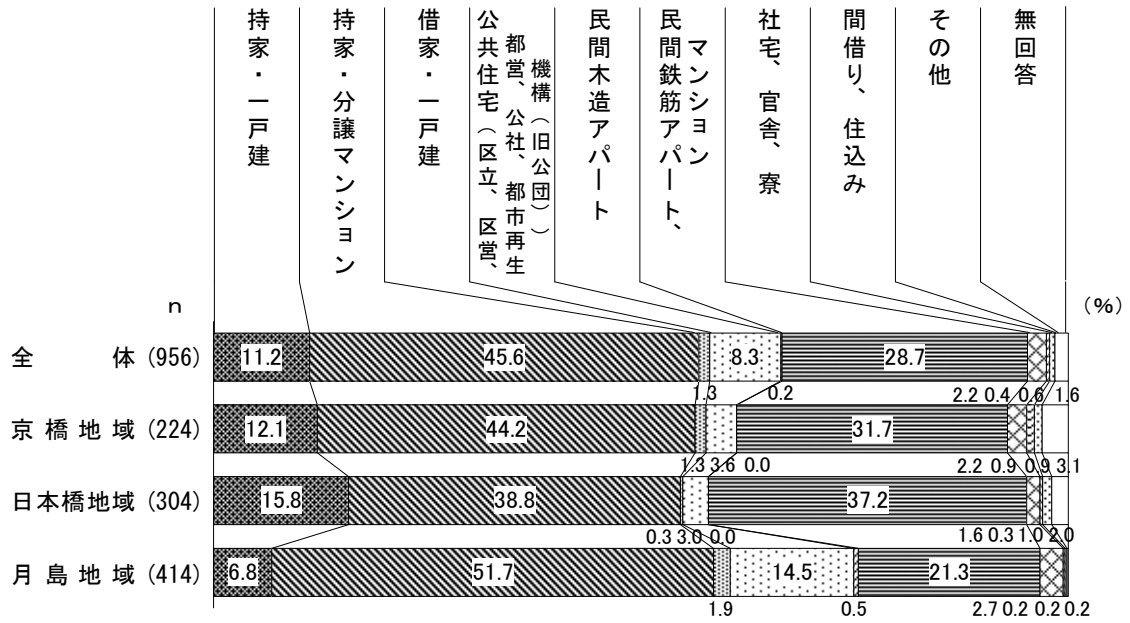 持家・一戸建
持家・分譲マンション
借家・一戸建
公共住宅（区立、区営、
都営、公社、都市再生
機構（旧公団））
民間木造アパート
民間鉄筋アパート、
マンション
社宅、官舎、寮
間借り、住込み
その他
無回答
n
(%)
全体 (956)
11.2 45.6 8.3 28.7
1.3 0.2 2.2 0.4 0.6 1.6
京橋地域 (224)
12.1 44.2 31.7
1.3 3.6 0.0 2.2 0.9 0.9 3.1
日本橋地域 (304)
15.8 38.8 37.2
0.3 3.0 0.0 1.6 0.3 1.0 2.0
月島地域 (414)
6.8 51.7 14.5 21.3
1.9 0.5 2.7 0.2 0.2 0.2